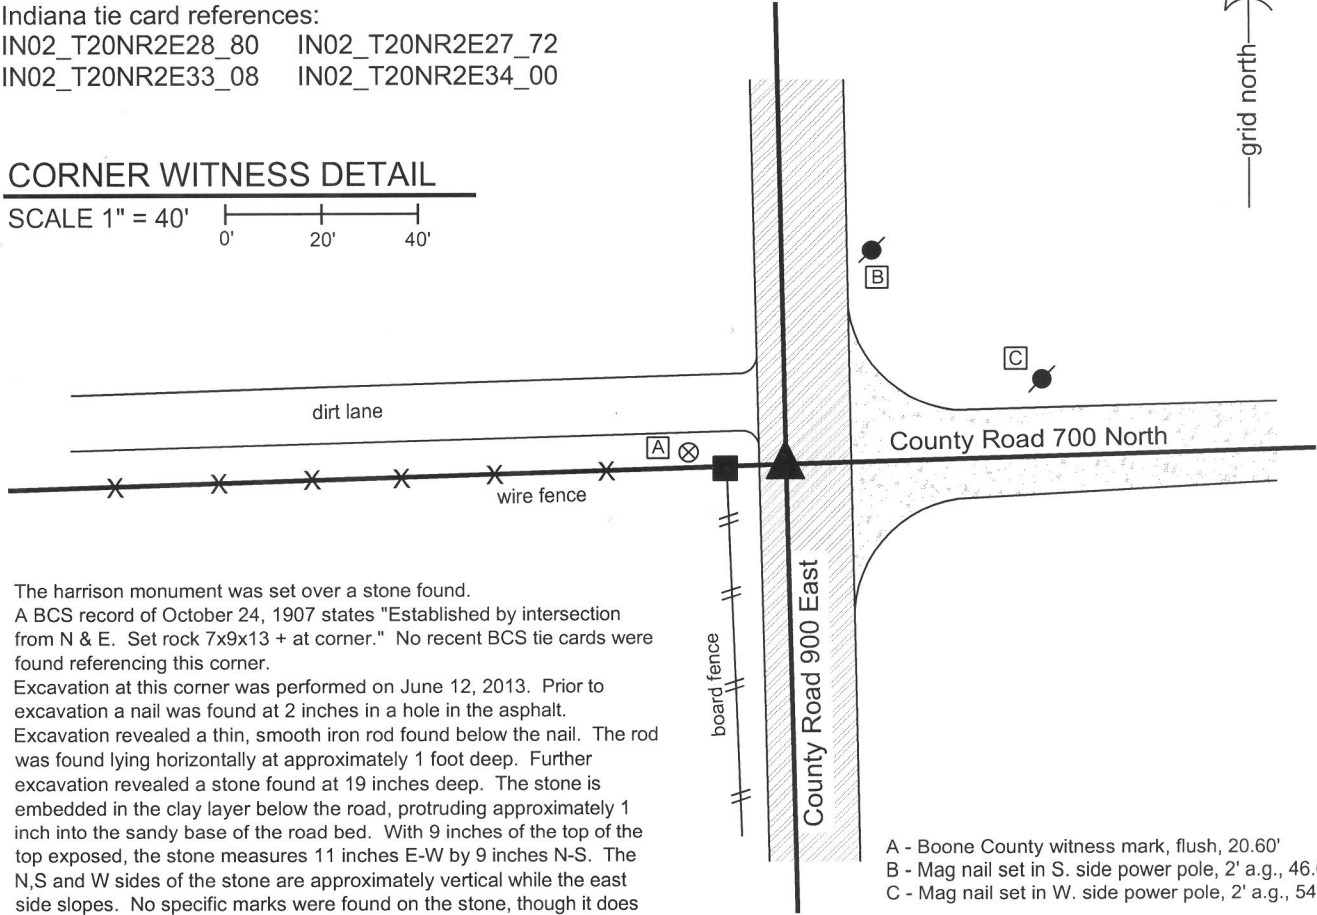 Indiana tie card references:
IN02_T20NR2E28_80 IN02_T20NR2E27_72
IN02_T20NR2E33_08 IN02_T20NR2E34_00
grid north
CORNER WITNESS DETAIL
SCALE 1" = 40'
0' 20' 40'
B
C
dirt lane
A
County Road 700 North
wire fence
board fence
County Road 900 East
The harrison monument was set over a stone found.
A BCS record of October 24, 1907 states "Established by intersection
from N & E. Set rock 7x9x13 + at corner." No recent BCS tie cards were
found referencing this corner.
Excavation at this corner was performed on June 12, 2013. Prior to
excavation a nail was found at 2 inches in a hole in the asphalt.
Excavation revealed a thin, smooth iron rod found below the nail. The rod
was found lying horizontally at approximately 1 foot deep. Further
excavation revealed a stone found at 19 inches deep. The stone is
embedded in the clay layer below the road, protruding approximately 1
inch into the sandy base of the road bed. With 9 inches of the top of the
top exposed, the stone measures 11 inches E-W by 9 inches N-S. The
N,S and W sides of the stone are approximately vertical while the east
side slopes. No specific marks were found on the stone, though it does
A - Boone County witness mark, flush, 20.60'
B - Mag nail set in S. side power pole, 2' a.g., 46.
C - Mag nail set in W. side power pole, 2' a.g., 54